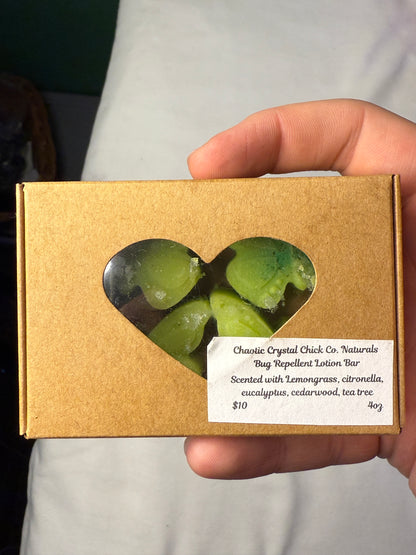 Chaotic Crystal Chick Co. Naturals
Bug Repellent Lotion Bar
Scented with Lemongrass, citronella,
eucalyptus, cedarwood, tea tree
$10 4oz